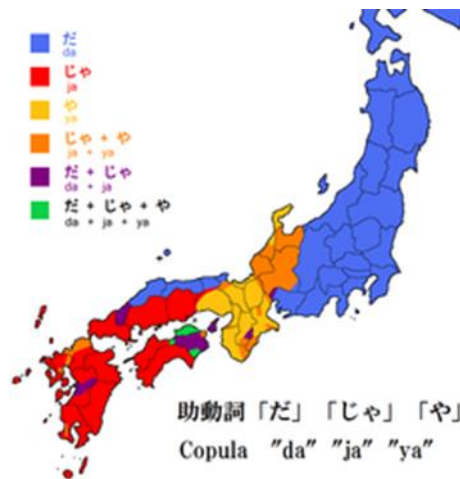 だ
da
じゃ
ja
や
ya
じゃ + や
ja + ya
だ + じゃ
da + ja
だ + じゃ + や
da + ja + ya
助動詞「だ」「じゃ」「や」
Copula "da" "ja" "ya"